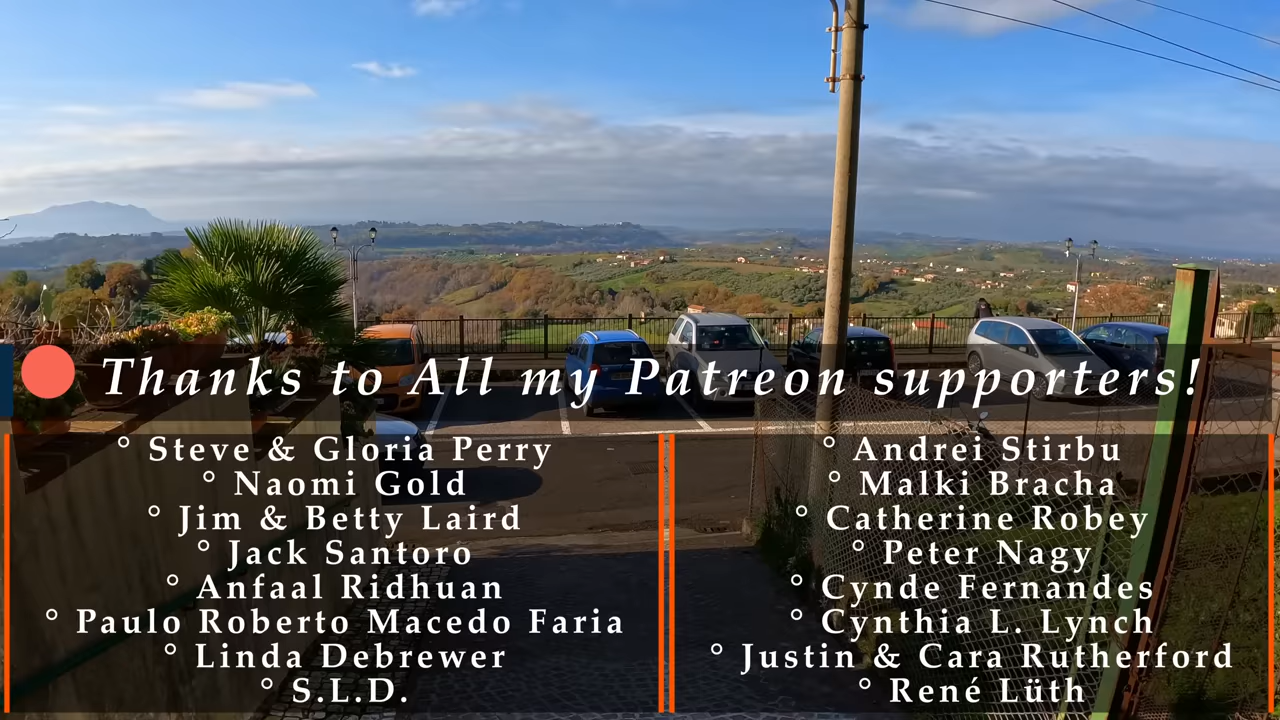 Thanks to All my Patreon supporters!
° Steve & Gloria Perry
° Naomi Gold
° Jim & Betty Laird
° Jack Santoro
° Anfaal Ridhuan
° Paulo Roberto Macedo Faria
° Linda Debrewer
° S.L.D.
° Andrei Stirbu
° Malki Bracha
° Catherine Robey
° Peter Nagy
° Cynde Fernandes
° Cynthia L. Lynch
° Justin & Cara Rutherford
° René Lüth